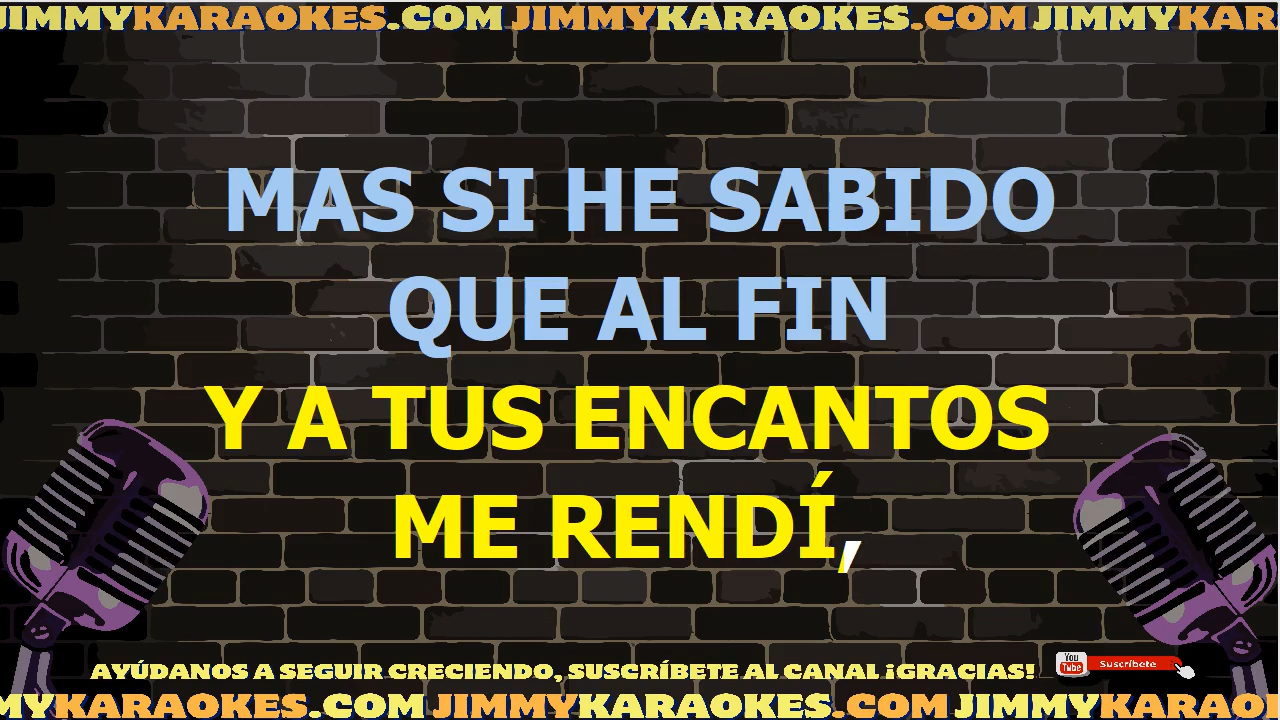 JIMMYKARAOKES.COM JIMMYKARAOKES.COM JIMMYKAR
MAS SI HE SABIDO
QUE AL FIN
Y A TUS ENCANTOS
ME RENDÍ,
AYÚDANOS A SEGUIR CRECIENDO, SUSCRÍBETE AL CANAL ¡GRACIAS!
You Tube Suscríbete
MYKARAOKES.COM JIMMYKARAOKES.COM JIMMYKARAOK